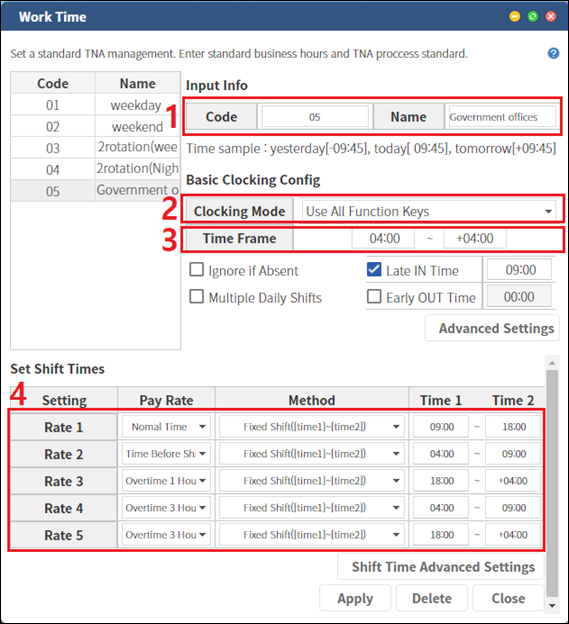 Work Time
Set a standard TNA management. Enter standard business hours and TNA proccess standard.
?
Code Name
01 weekday
02 weekend
03 2rotation(wee
04 2rotation(Nigh
05 Government o
Input Info
1
Code 05 Name Government offices
Time sample : yesterday[-09:45], today[ 09:45], tomorrow[+09:45]
Basic Clocking Config
2
Clocking Mode Use All Function Keys
3
Time Frame 04:00 ~ +04:00
Ignore if Absent Late IN Time 09:00
Multiple Daily Shifts Early OUT Time 00:00
Advanced Settings
Set Shift Times
4
Setting Pay Rate Method Time 1 Time 2
Rate 1 Nomal Time Fixed Shift([time1]~[time2]) 09:00 ~ 18:00
Rate 2 Time Before Sh Fixed Shift([time1]~[time2]) 04:00 ~ 09:00
Rate 3 Overtime 1 Hou Fixed Shift([time1]~[time2]) 18:00 ~ +04:00
Rate 4 Overtime 3 Hou Fixed Shift([time1]~[time2]) 04:00 ~ 09:00
Rate 5 Overtime 3 Hou Fixed Shift([time1]~[time2]) 18:00 ~ +04:00
Shift Time Advanced Settings
Apply Delete Close